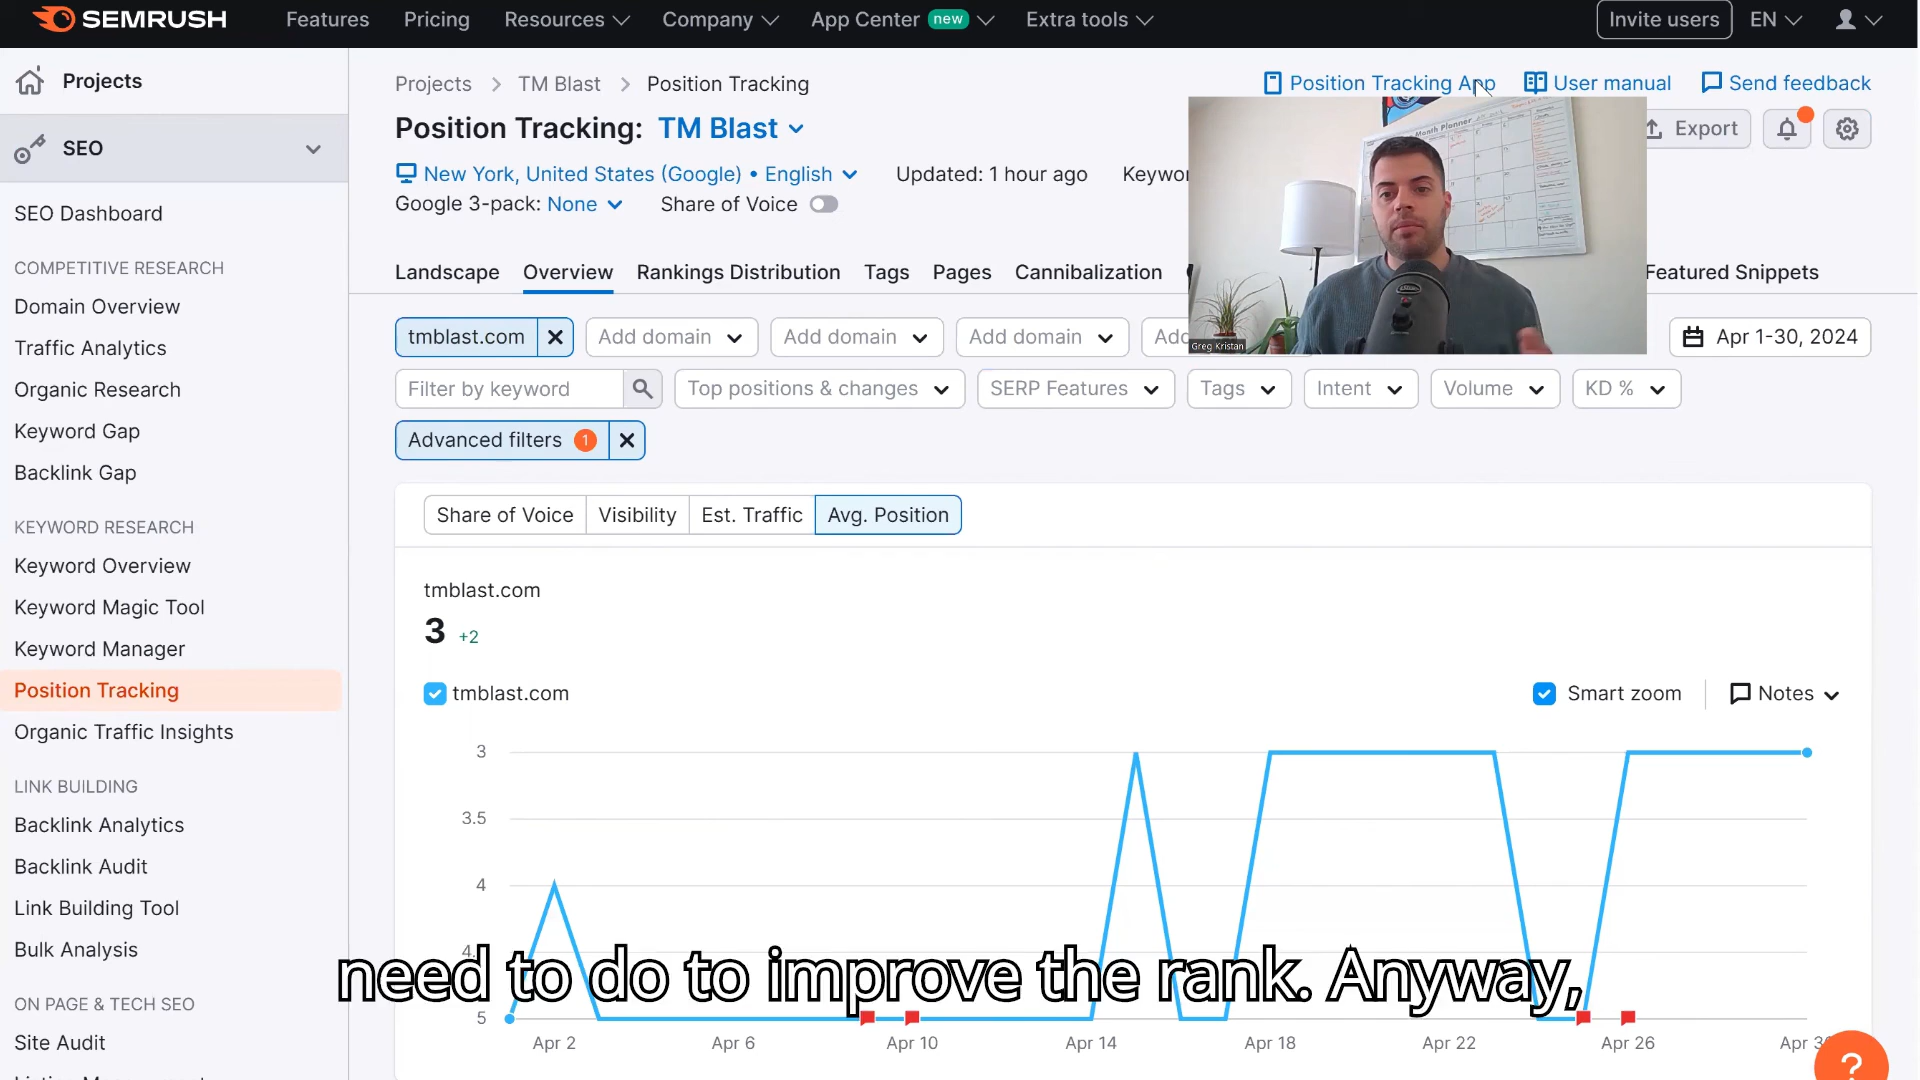 SEMRUSH Features Pricing Resources Company App Center new Extra tools Invite users EN
Projects
SEO
SEO Dashboard
COMPETITIVE RESEARCH
Domain Overview
Traffic Analytics
Organic Research
Keyword Gap
Backlink Gap
KEYWORD RESEARCH
Keyword Overview
Keyword Magic Tool
Keyword Manager
Position Tracking
Organic Traffic Insights
LINK BUILDING
Backlink Analytics
Backlink Audit
Link Building Tool
Bulk Analysis
ON PAGE & TECH SEO
Site Audit
Projects > TM Blast > Position Tracking
Position Tracking App User manual Send feedback
Position Tracking: TM Blast
Export
New York, United States (Google) • English Updated: 1 hour ago
Google 3-pack: None Share of Voice
Month Planner
Greg Kristan
Landscape Overview Rankings Distribution Tags Pages Cannibalization Featured Snippets
tmblast.com Add domain Add domain Add domain Apr 1-30, 2024
Filter by keyword Top positions & changes SERP Features Tags Intent Volume KD %
Advanced filters 1
Share of Voice Visibility Est. Traffic Avg. Position
tmblast.com
3 +2
tmblast.com Smart zoom Notes
3
3.5
4
5
Apr 2 Apr 6 Apr 10 Apr 14 Apr 18 Apr 22 Apr 26
need to do to improve the rank. Anyway,
?